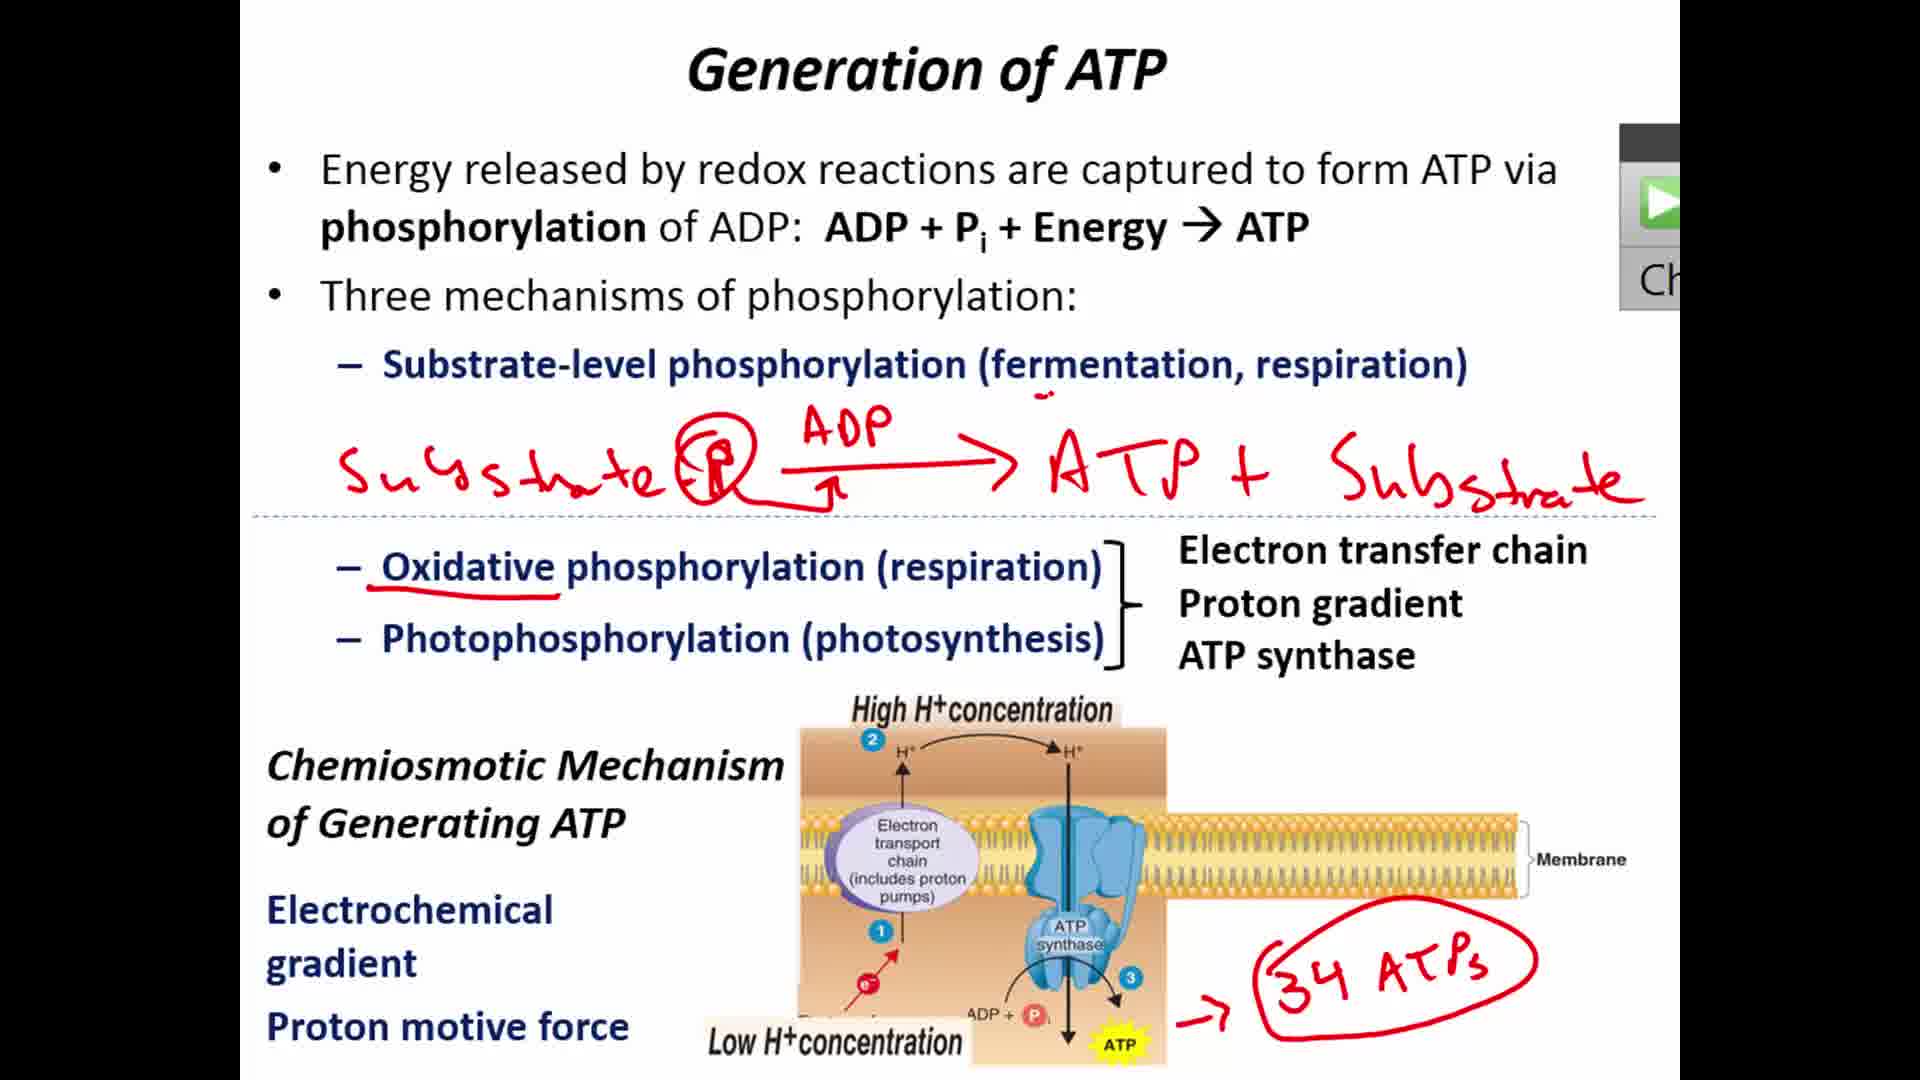 Generation of ATP
• Energy released by redox reactions are captured to form ATP via
phosphorylation of ADP: ADP + Pi + Energy → ATP
• Three mechanisms of phosphorylation:
– Substrate-level phosphorylation (fermentation, respiration)
ADP
Substrate-P → ATP + Substrate
– Oxidative phosphorylation (respiration)
– Photophosphorylation (photosynthesis)
Electron transfer chain
Proton gradient
ATP synthase
Ch
Chemiosmotic Mechanism
of Generating ATP
Electrochemical
gradient
Proton motive force
High H+ concentration
2
H+
H+
Electron
transport
chain
(includes proton
pumps)
1
e-
ATP
synthase
3
ADP + Pi
ATP
Low H+ concentration
Membrane
→ 34 ATPs